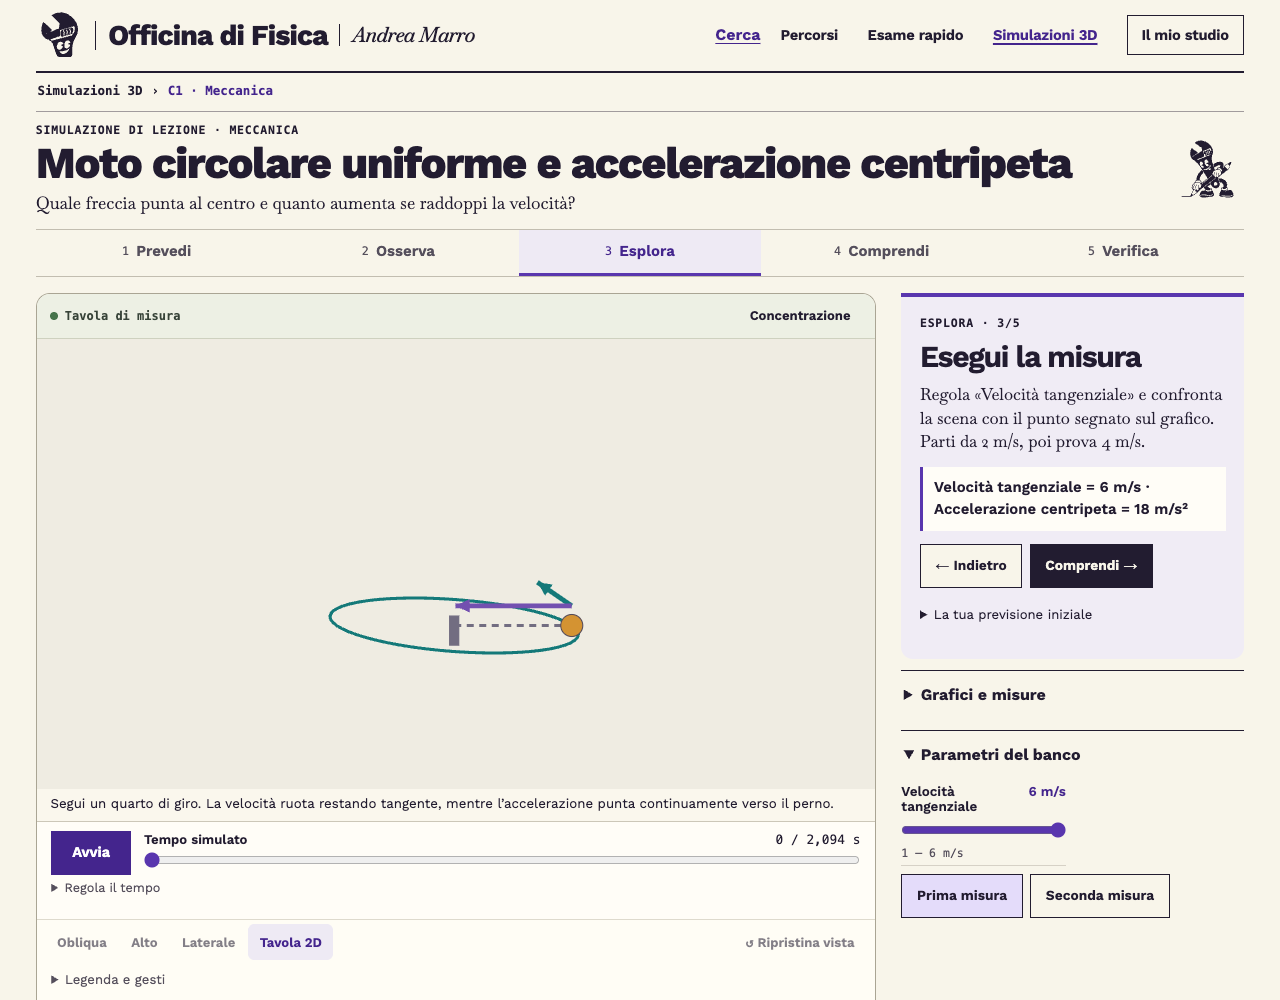 Officina di Fisica
Andrea Marro
Cerca
Percorsi
Esame rapido
Simulazioni 3D
Il mio studio
Simulazioni 3D › C1 · Meccanica
SIMULAZIONE DI LEZIONE · MECCANICA
Moto circolare uniforme e accelerazione centripeta
Quale freccia punta al centro e quanto aumenta se raddoppi la velocità?
1 Prevedi
2 Osserva
3 Esplora
4 Comprendi
5 Verifica
Tavola di misura
Concentrazione
Segui un quarto di giro. La velocità ruota restando tangente, mentre l’accelerazione punta continuamente verso il perno.
Avvia
Tempo simulato
0 / 2,094 s
▶ Regola il tempo
Obliqua
Alto
Laterale
Tavola 2D
↺ Ripristina vista
▶ Legenda e gesti
ESPLORA · 3/5
Esegui la misura
Regola «Velocità tangenziale» e confronta
la scena con il punto segnato sul grafico.
Parti da 2 m/s, poi prova 4 m/s.
Velocità tangenziale = 6 m/s ·
Accelerazione centripeta = 18 m/s²
← Indietro
Comprendi →
▶ La tua previsione iniziale
▶ Grafici e misure
▼ Parametri del banco
Velocità
tangenziale
6 m/s
1 – 6 m/s
Prima misura
Seconda misura